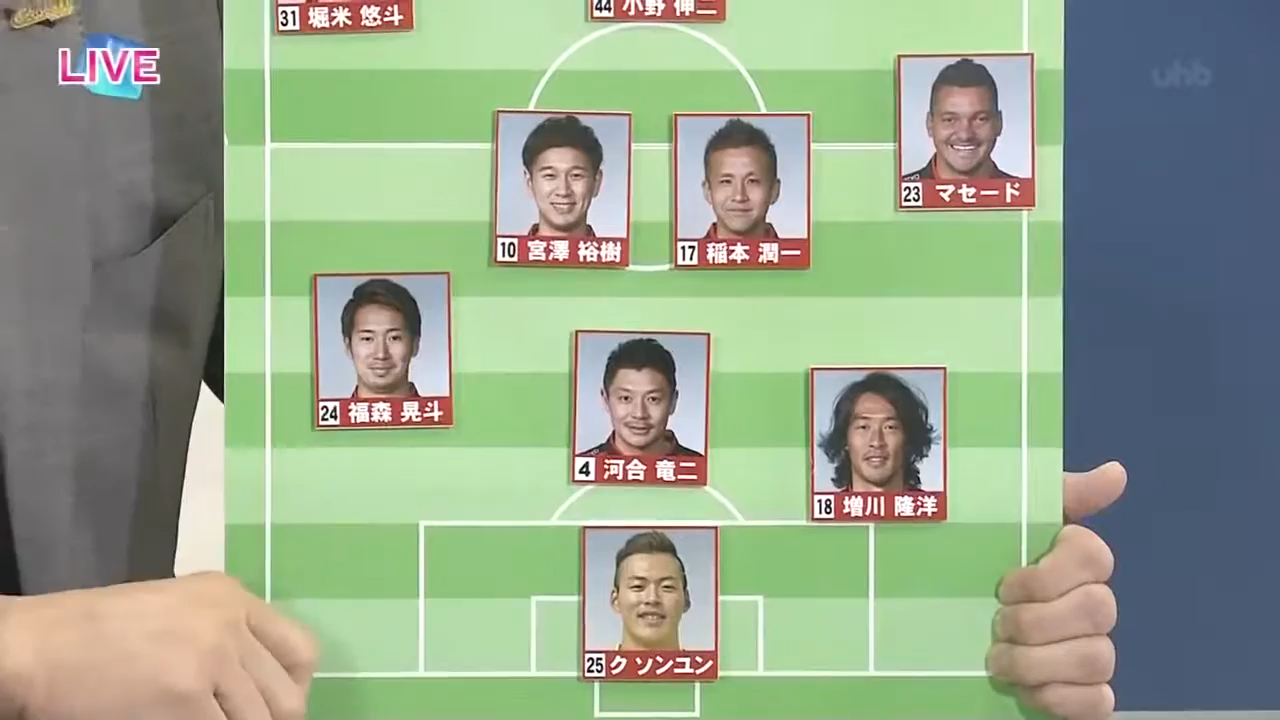 31 堀米 悠斗
44 小野 伸二
LIVE
uhb
23 マセード
10 宮澤 裕樹
17 稲本 潤一
24 福森 晃斗
4 河合 竜二
18 増川 隆洋
25 ク ソンユン